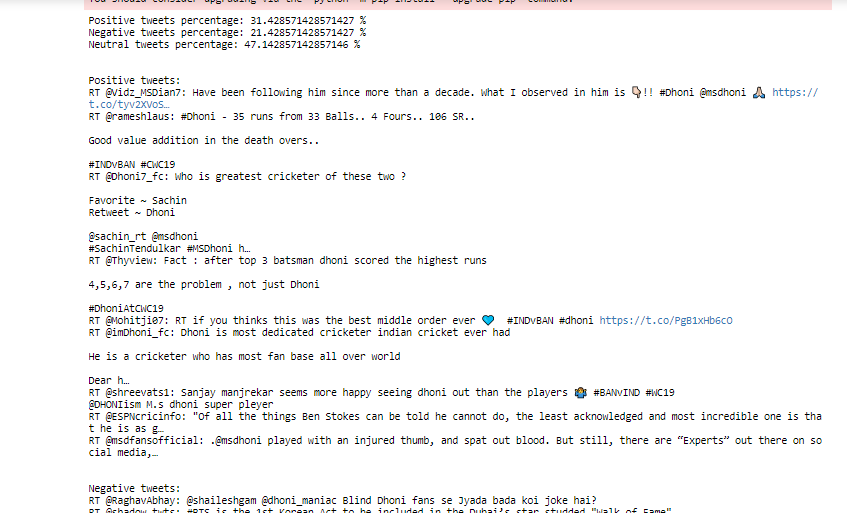 You should consider upgrading via the 'python pip install --upgrade pip' command.
Positive tweets percentage: 31.428571428571427 %
Negative tweets percentage: 21.428571428571427 %
Neutral tweets percentage: 47.142857142857146 %
Positive tweets:
RT @Vidz_MSDian7: Have been following him since more than a decade. What I observed in him is 👇🏻!! #Dhoni @msdhoni 🙏🏻 https://
t.co/tyv2XVoS…
RT @rameshlaus: #Dhoni - 35 runs from 33 Balls.. 4 Fours.. 106 SR..
Good value addition in the death overs..
#INDvBAN #CWC19
RT @Dhoni7_fc: Who is greatest cricketer of these two ?
Favorite ~ Sachin
Retweet ~ Dhoni
@sachin_rt @msdhoni
#SachinTendulkar #MSDhoni h…
RT @Thyview: Fact : after top 3 batsman dhoni scored the highest runs
4,5,6,7 are the problem , not just Dhoni
#DhoniAtCWC19
RT @Mohitji07: RT if you thinks this was the best middle order ever 💙 #INDvBAN #dhoni https://t.co/PgB1xHb6cO
RT @imDhoni_fc: Dhoni is most dedicated cricketer indian cricket ever had
He is a cricketer who has most fan base all over world
Dear h…
RT @shreevats1: Sanjay manjrekar seems more happy seeing dhoni out than the players 🤷 #BANvIND #WC19
@DHONIism M.s dhoni super pleyer
RT @ESPNcricinfo: "Of all the things Ben Stokes can be told he cannot do, the least acknowledged and most incredible one is tha
t he is as g…
RT @msdfansofficial: .@msdhoni played with an injured thumb, and spat out blood. But still, there are “Experts” out there on so
cial media,…
Negative tweets:
RT @RaghavAbhay: @shaileshgam @dhoni_maniac Blind Dhoni fans se Jyada bada koi joke hai?
RT @shadow_twts: #BTS is the 1st Korean Act to be included in the Dubai’s star studded "Walk of Fame"